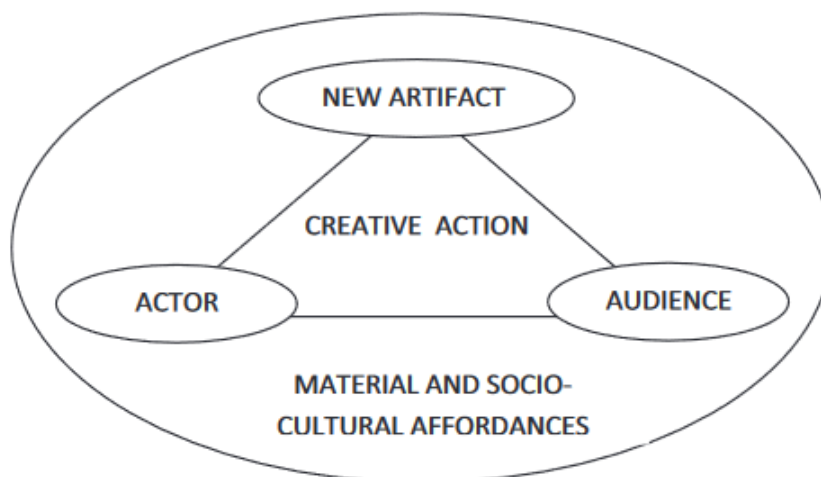 NEW ARTIFACT
CREATIVE ACTION
ACTOR
AUDIENCE
MATERIAL AND SOCIO-
CULTURAL AFFORDANCES